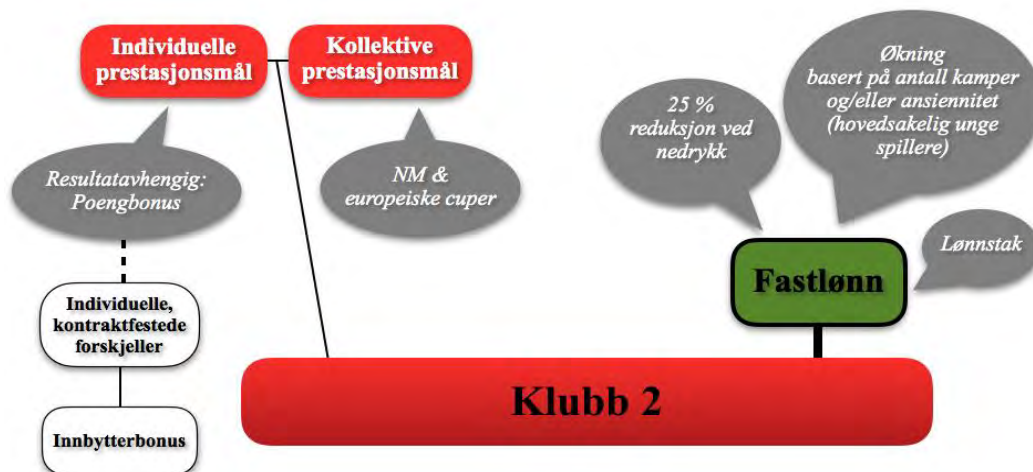 Individuelle
prestasjonsmål
Kollektive
prestasjonsmål
Økning
basert på antall kamper
og/eller ansiennitet
(hovedsakelig unge
spillere)
25 %
reduksjon ved
nedrykk
Resultatavhengig:
Poengbonus
NM &
europeiske cuper
Lønnstak
Fastlønn
Individuelle,
kontraktfestede
forskjeller
Klubb 2
Innbytterbonus